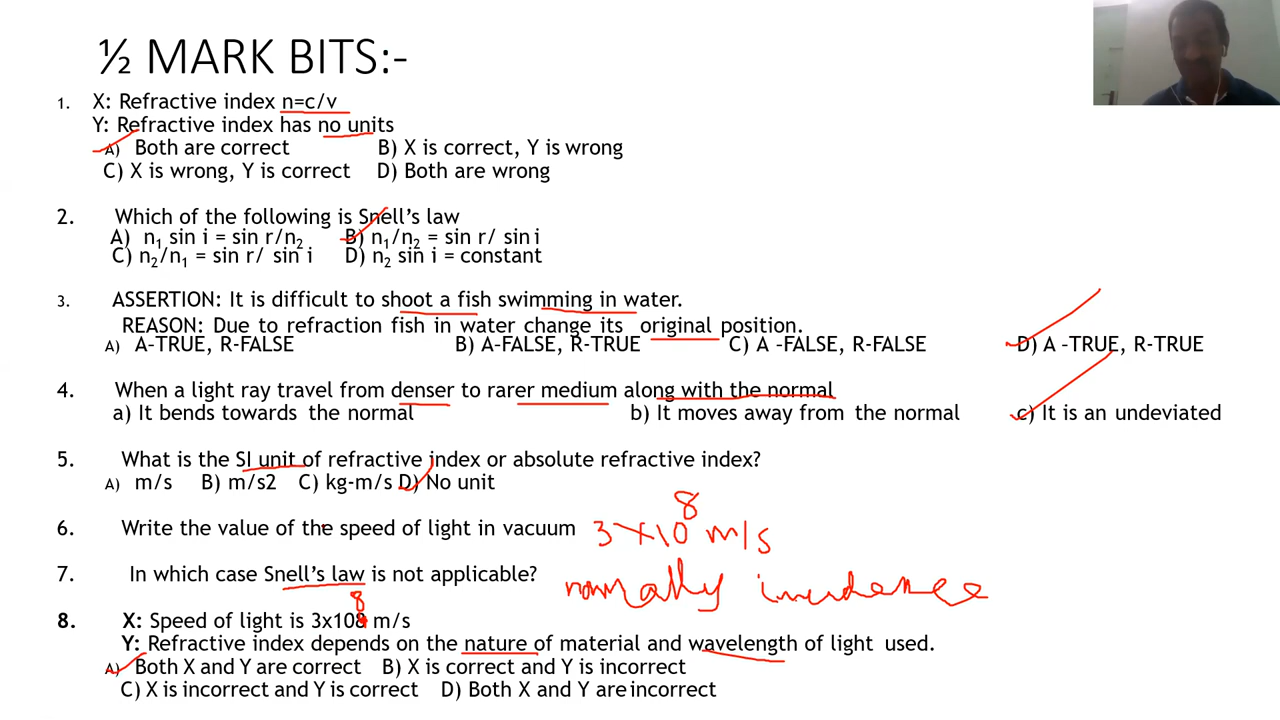 ½ MARK BITS:-
1. X: Refractive index n=c/v
Y: Refractive index has no units
A) Both are correct B) X is correct, Y is wrong
C) X is wrong, Y is correct D) Both are wrong
2. Which of the following is Snell's law
A) n₁ sin i = sin r/n₂ B) n₁/n₂ = sin r/ sin i
C) n₂/n₁ = sin r/ sin i D) n₂ sin i = constant
3. ASSERTION: It is difficult to shoot a fish swimming in water.
REASON: Due to refraction fish in water change its original position.
A) A-TRUE, R-FALSE B) A-FALSE, R-TRUE C) A -FALSE, R-FALSE D) A -TRUE, R-TRUE
4. When a light ray travel from denser to rarer medium along with the normal
a) It bends towards the normal b) It moves away from the normal c) It is an undeviated
5. What is the SI unit of refractive index or absolute refractive index?
A) m/s B) m/s2 C) kg-m/s D) No unit
6. Write the value of the speed of light in vacuum 3×10⁸ m/s
7. In which case Snell's law is not applicable? normally incidence
8. X: Speed of light is 3x108 m/s
8
Y: Refractive index depends on the nature of material and wavelength of light used.
A) Both X and Y are correct B) X is correct and Y is incorrect
C) X is incorrect and Y is correct D) Both X and Y are incorrect